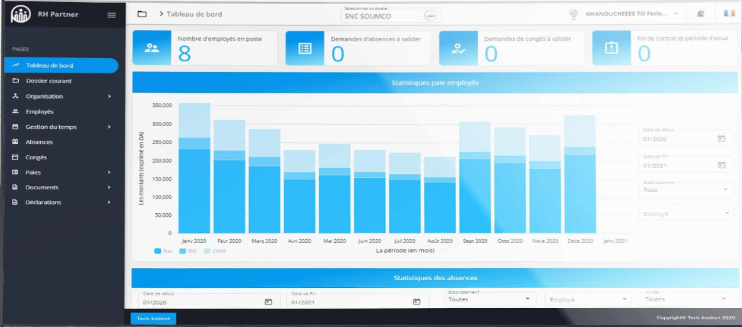 RH Partner
> Tableau de bord
Sélectionnez un dossier
SNC SOUMCO
KHANOUCHEEEE FO Ferie...
PAGES
Tableau de bord
Dossier courant
Organisation
Employés
Gestion du temps
Absences
Congés
Paies
Documents
Déclarations
Nombre d'employés en poste
8
Demandes d'absences à valider
0
Demandes de congés à valider
0
Fin de contrat et période d'essai
0
Statistiques paie employés
Les montants (exprimé en DA)
350,000
300,000
250,000
200,000
150,000
100,000
50,000
0
Janv 2020 Févr 2020 Mars 2020 Avri 2020 Mai 2020 Juin 2020 Juil 2020 Août 2020 Sept 2020 Octo 2020 Nove 2020 Déce 2020 Janv 2021
La période (en mois)
Net IRG CNAS
Date de début
01/2020
Date de Fin
01/2021
Etablissement
Tous
Employé
Statistiques des absences
Date de début
01/2020
Date de Fin
01/2021
Etablissement
Toutes
Employé
Toutes
Tech-Instinct
Copyright© Tech-Instinct 2020